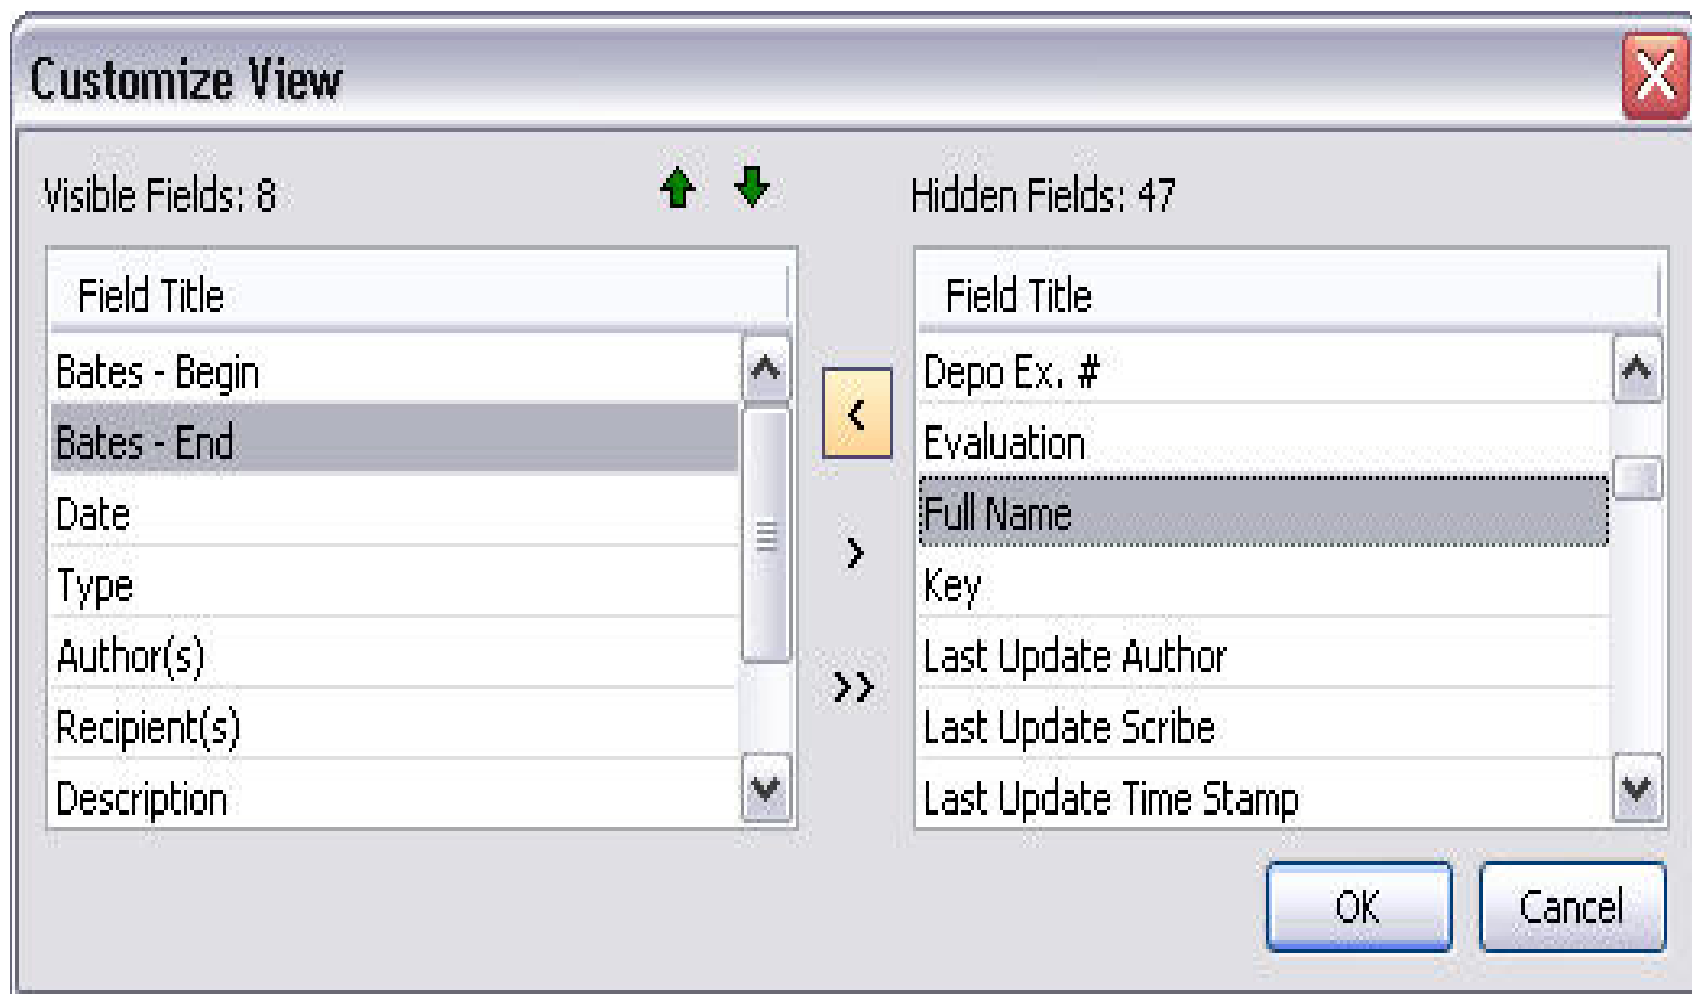 Customize View
Visible Fields: 8
Hidden Fields: 47
Field Title
Bates - Begin
Bates - End
Date
Type
Author(s)
Recipient(s)
Description
<
>
>>
Field Title
Depo Ex. #
Evaluation
Full Name
Key
Last Update Author
Last Update Scribe
Last Update Time Stamp
OK
Cancel